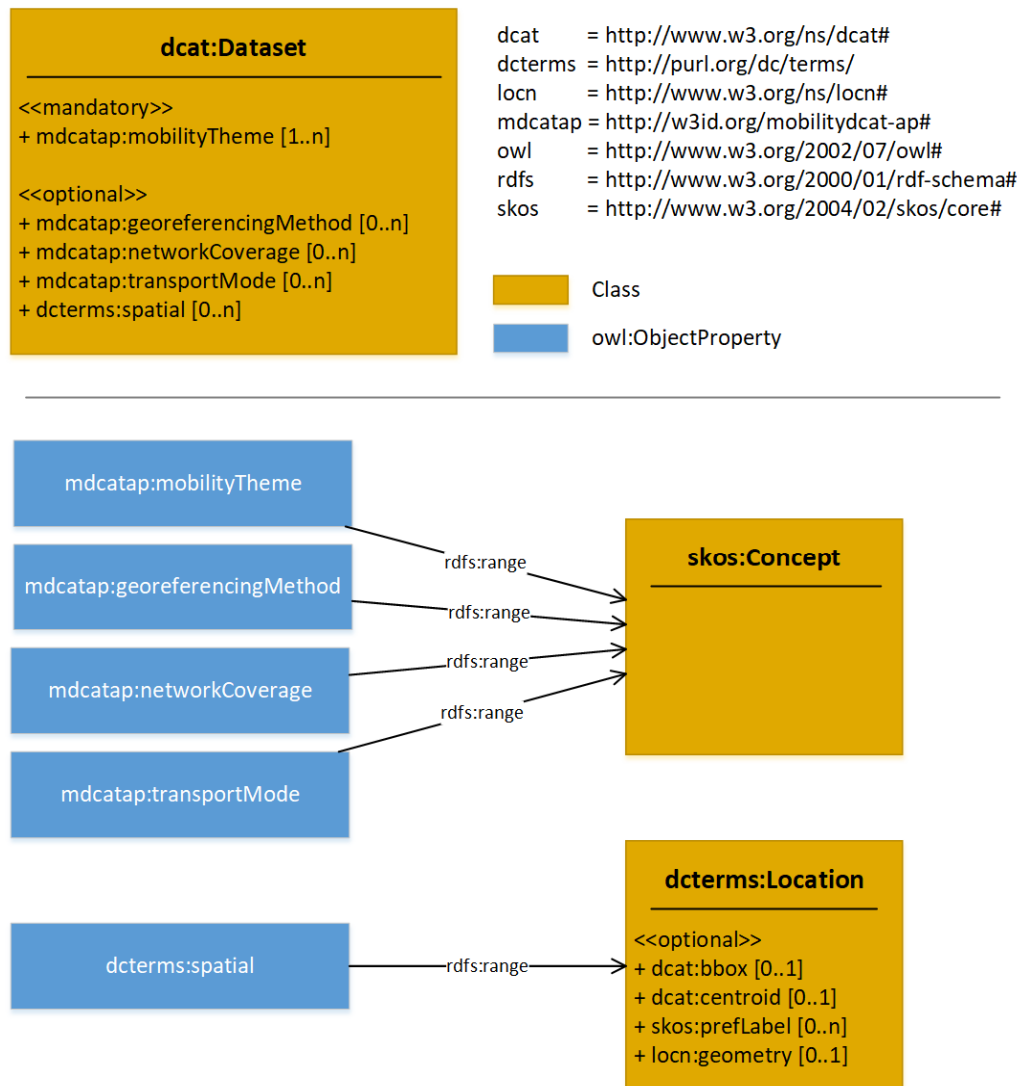 dcat:Dataset
<<mandatory>>
+ mdcatap:mobilityTheme [1..n]
<<optional>>
+ mdcatap:georeferencingMethod [0..n]
+ mdcatap:networkCoverage [0..n]
+ mdcatap:transportMode [0..n]
+ dcterms:spatial [0..n]
dcat = http://www.w3.org/ns/dcat#
dcterms = http://purl.org/dc/terms/
locn = http://www.w3.org/ns/locn#
mdcatap = http://w3id.org/mobilitydcat-ap#
owl = http://www.w3.org/2002/07/owl#
rdfs = http://www.w3.org/2000/01/rdf-schema#
skos = http://www.w3.org/2004/02/skos/core#
Class
owl:ObjectProperty
mdcatap:mobilityTheme
mdcatap:georeferencingMethod
mdcatap:networkCoverage
mdcatap:transportMode
rdfs:range
rdfs:range
rdfs:range
rdfs:range
skos:Concept
dcterms:spatial
rdfs:range
dcterms:Location
<<optional>>
+ dcat:bbox [0..1]
+ dcat:centroid [0..1]
+ skos:prefLabel [0..n]
+ locn:geometry [0..1]